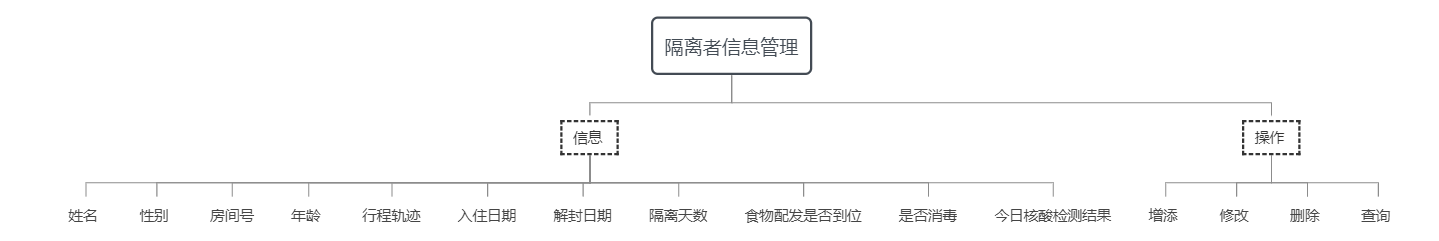 隔离者信息管理
信息
操作
姓名
性别
房间号
年龄
行程轨迹
入住日期
解封日期
隔离天数
食物配发是否到位
是否消毒
今日核酸检测结果
增添
修改
删除
查询